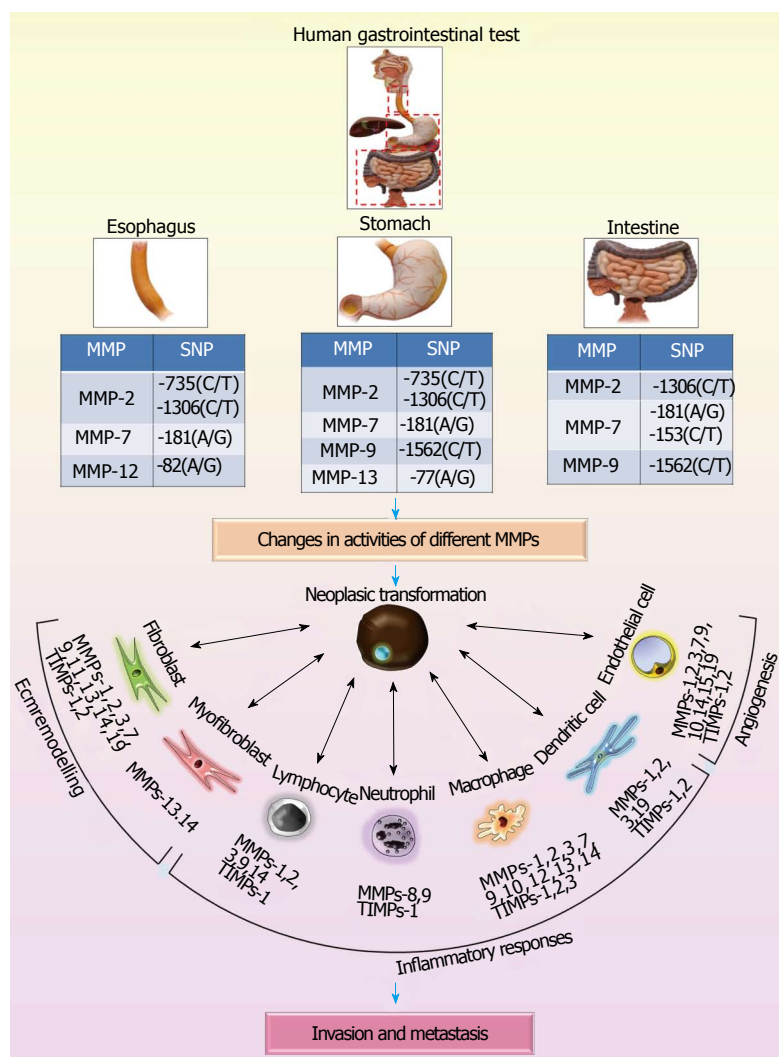 Human gastrointestinal test
Esophagus
Stomach
Intestine
MMP SNP
MMP-2 -735(C/T)
-1306(C/T)
MMP-7 -181(A/G)
MMP-12 -82(A/G)
MMP SNP
MMP-2 -735(C/T)
-1306(C/T)
MMP-7 -181(A/G)
MMP-9 -1562(C/T)
MMP-13 -77(A/G)
MMP SNP
MMP-2 -1306(C/T)
MMP-7 -181(A/G)
-153(C/T)
MMP-9 -1562(C/T)
Changes in activities of different MMPs
Neoplasic transformation
Fibroblast
MMPs-1,2,3,7,
9,11,13,14,19
TIMPs-1,2
Myofibroblast
MMPs-13,14
Lymphocyte
MMPs-1,2,
3,9,14
TIMPs-1
Neutrophil
MMPs-8,9
TIMPs-1
Macrophage
MMPs-1,2,3,7
9,10,12,13,14
TIMPs-1,2,3
Dendritic cell
MMPs-1,2,
3,19
TIMPs-1,2
Endothelial cell
MMPs-1,2,3,7,9,
10,14,15,19
TIMPs-1,2
Ecmremodelling
Inflammatory responses
Angiogenesis
Invasion and metastasis